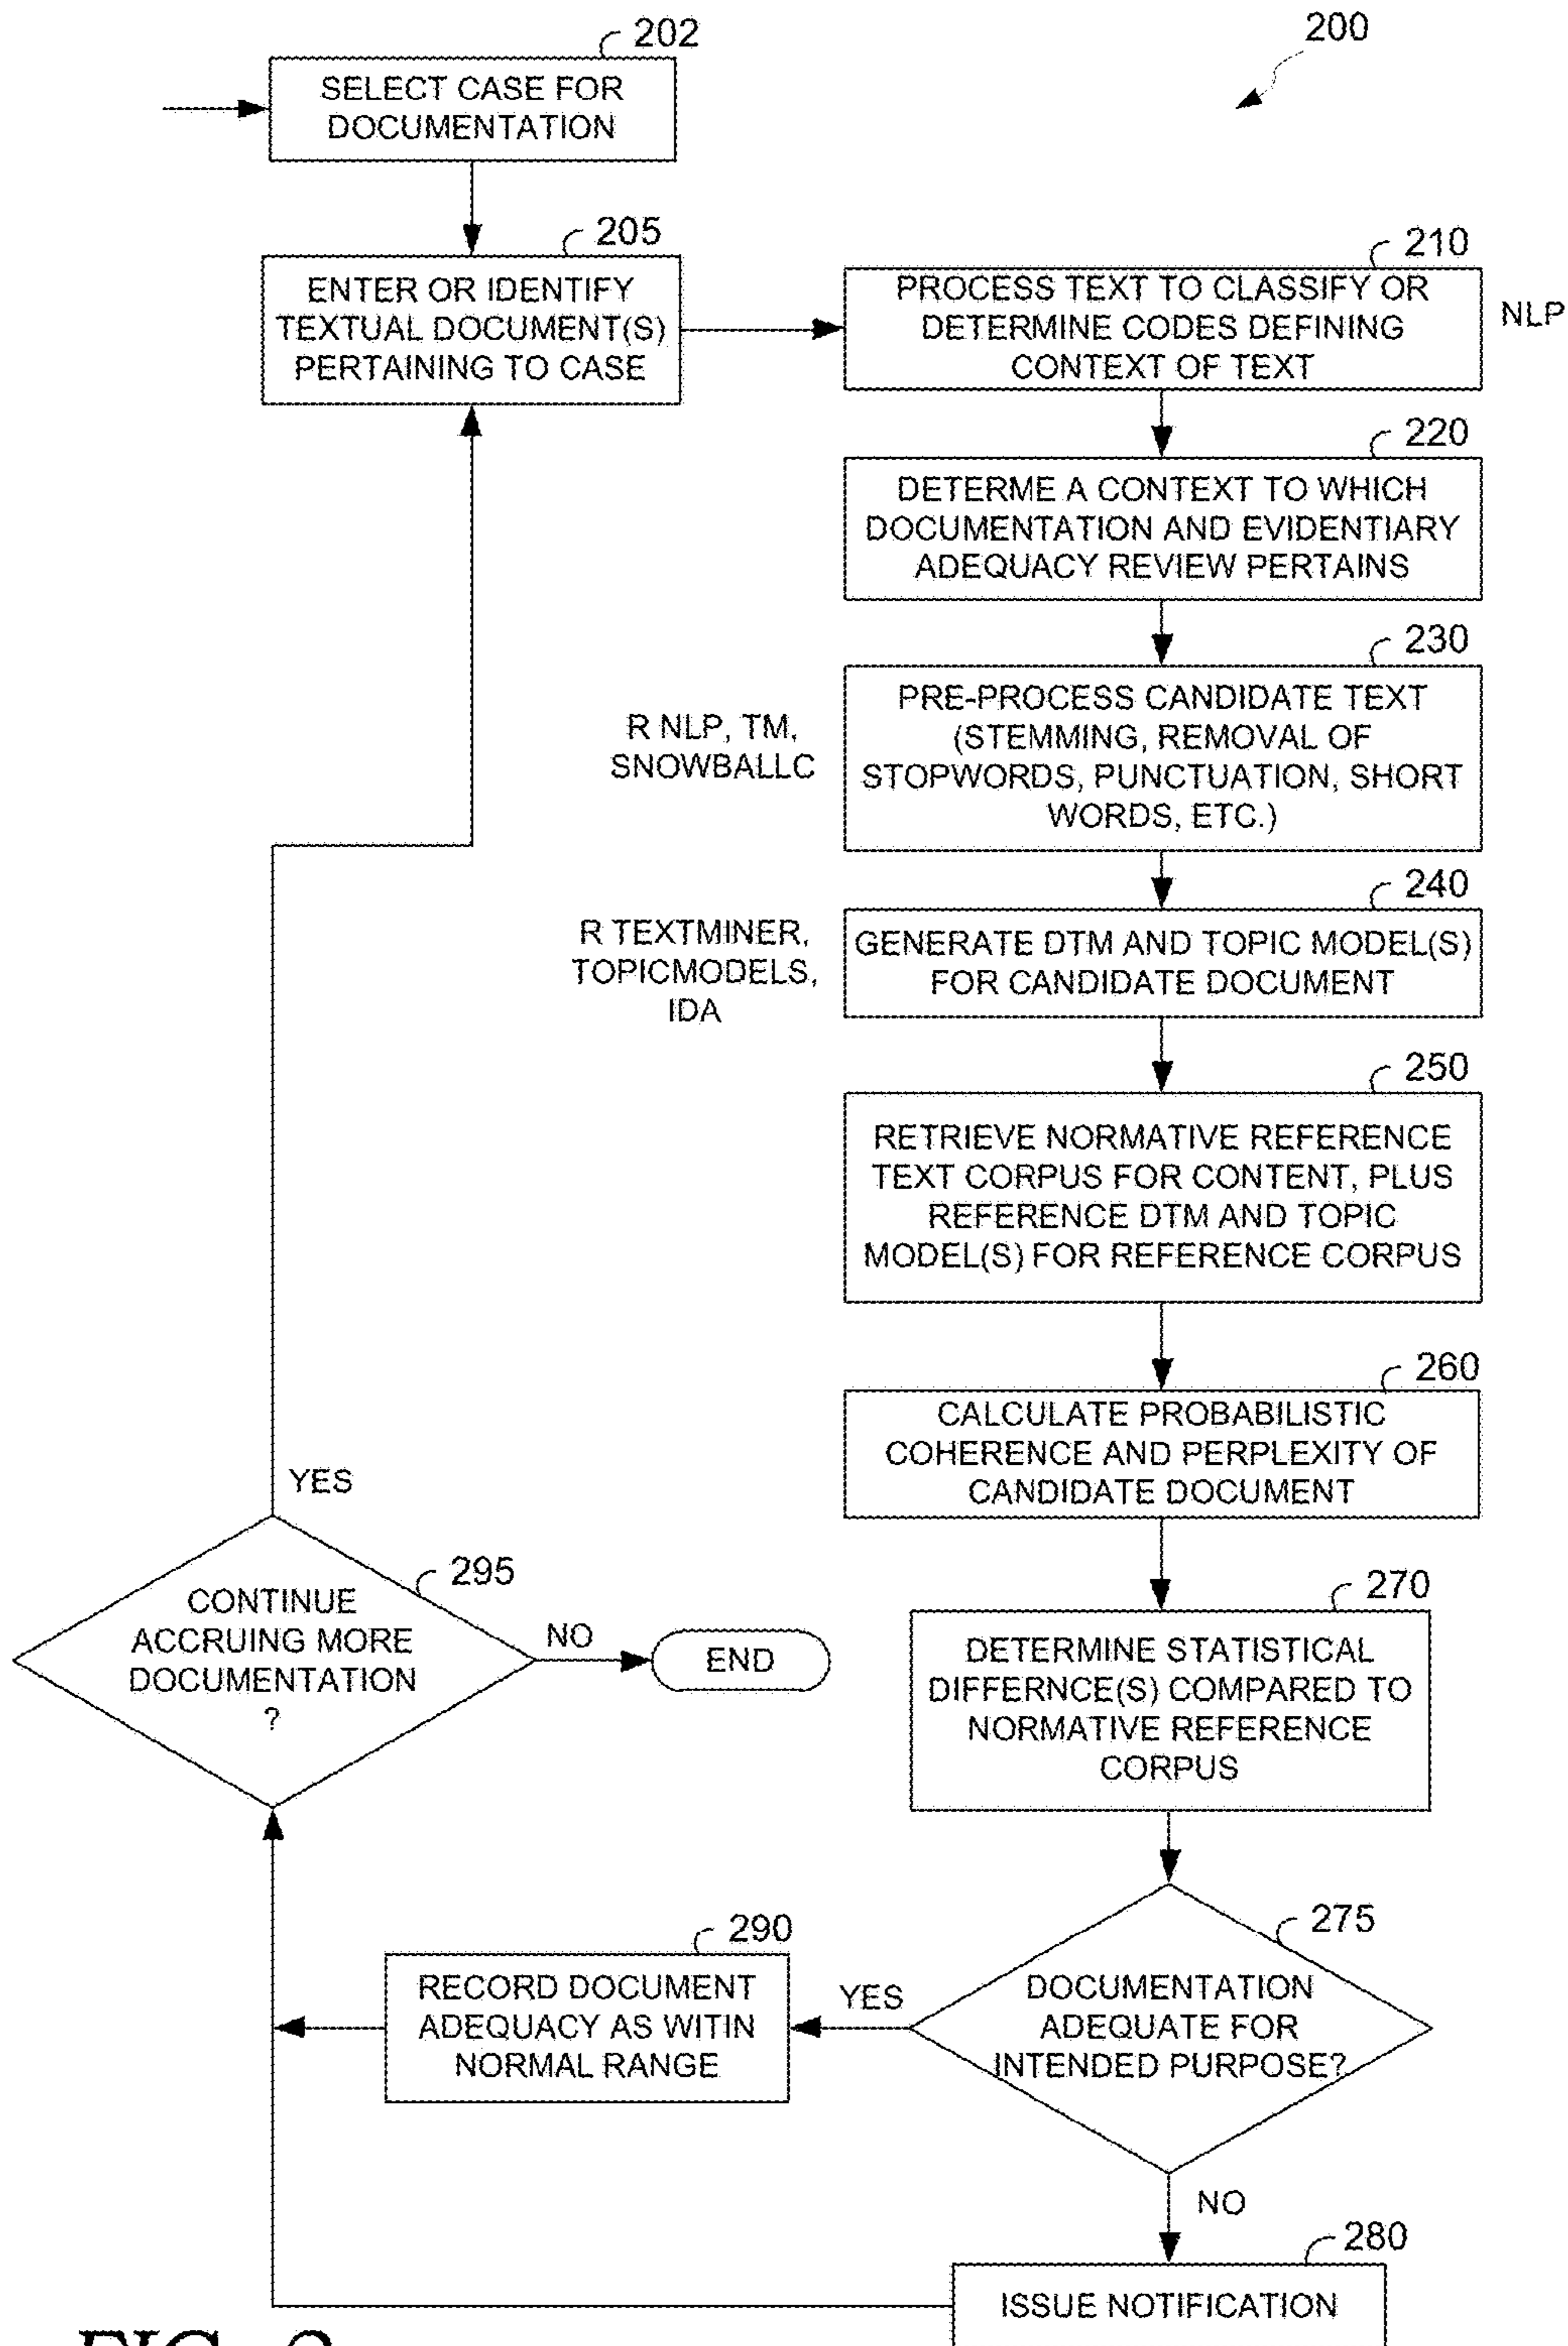 200
202
SELECT CASE FOR
DOCUMENTATION
205
ENTER OR IDENTIFY
TEXTUAL DOCUMENT(S)
PERTAINING TO CASE
210
PROCESS TEXT TO CLASSIFY OR
DETERMINE CODES DEFINING
CONTEXT OF TEXT
NLP
220
DETERME A CONTEXT TO WHICH
DOCUMENTATION AND EVIDENTIARY
ADEQUACY REVIEW PERTAINS
230
PRE-PROCESS CANDIDATE TEXT
(STEMMING, REMOVAL OF
STOPWORDS, PUNCTUATION, SHORT
WORDS, ETC.)
R NLP, TM,
SNOWBALLC
240
GENERATE DTM AND TOPIC MODEL(S)
FOR CANDIDATE DOCUMENT
R TEXTMINER,
TOPICMODELS,
IDA
250
RETRIEVE NORMATIVE REFERENCE
TEXT CORPUS FOR CONTENT, PLUS
REFERENCE DTM AND TOPIC
MODEL(S) FOR REFERENCE CORPUS
260
CALCULATE PROBABILISTIC
COHERENCE AND PERPLEXITY OF
CANDIDATE DOCUMENT
270
DETERMINE STATISTICAL
DIFFERNCE(S) COMPARED TO
NORMATIVE REFERENCE
CORPUS
275
DOCUMENTATION
ADEQUATE FOR
INTENDED PURPOSE?
YES
290
RECORD DOCUMENT
ADEQUACY AS WITIN
NORMAL RANGE
NO
280
ISSUE NOTIFICATION
295
CONTINUE
ACCRUING MORE
DOCUMENTATION
?
YES
NO
END